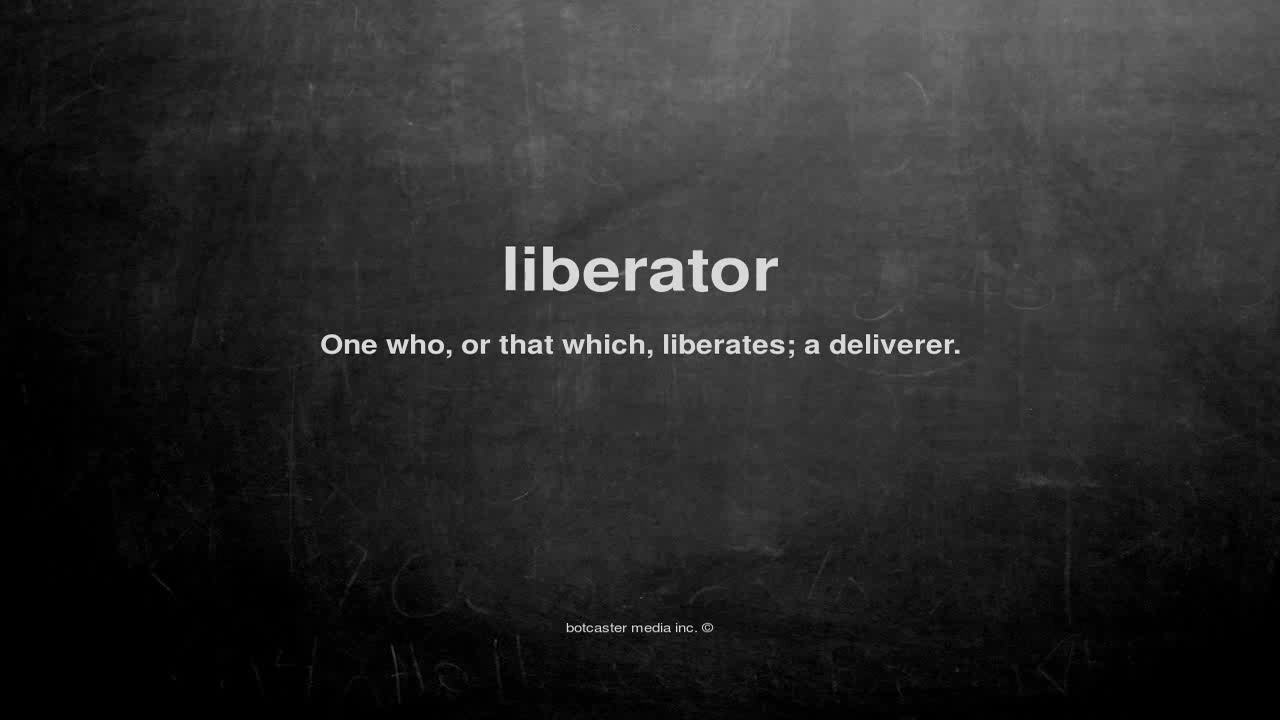 liberator
One who, or that which, liberates; a deliverer.
botcaster media inc. ©